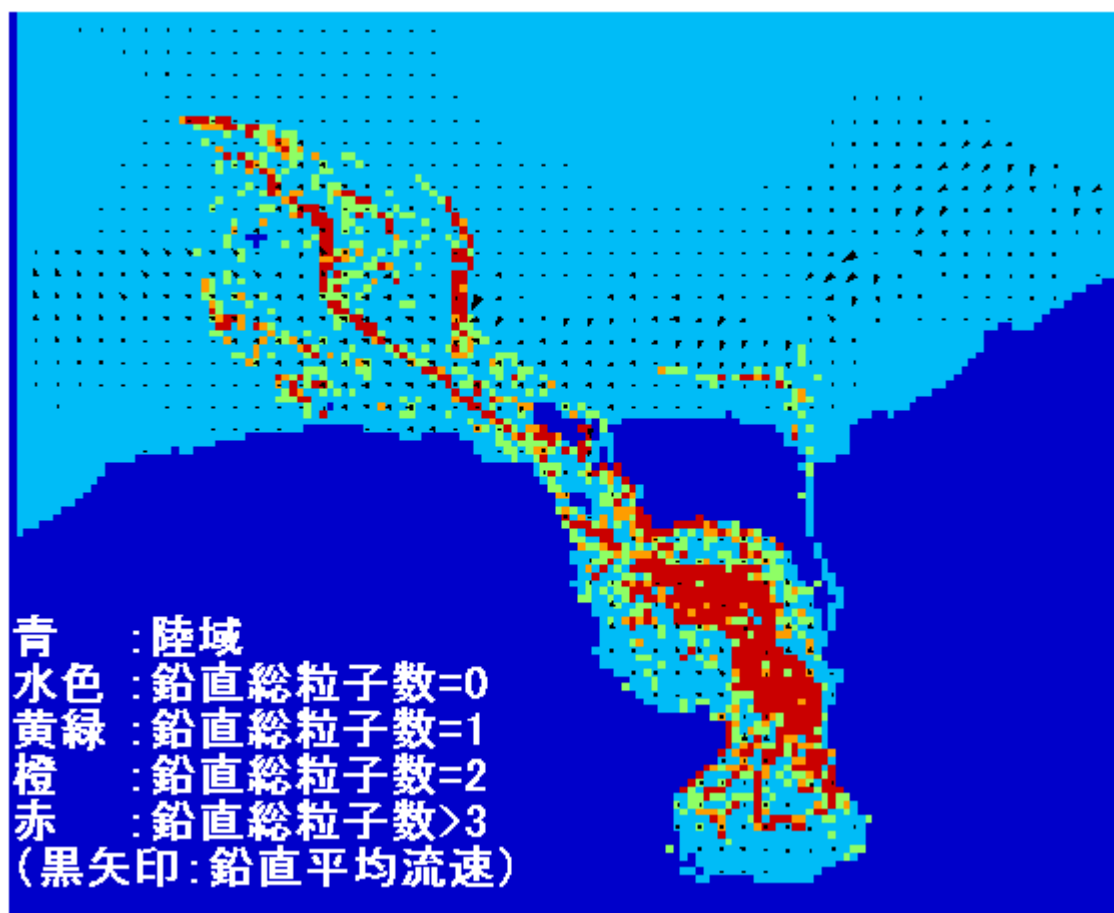 青　　：陸域
水色 ：鉛直総粒子数=0
黄緑 ：鉛直総粒子数=1
橙　　：鉛直総粒子数=2
赤　　：鉛直総粒子数>3
(黒矢印：鉛直平均流速)